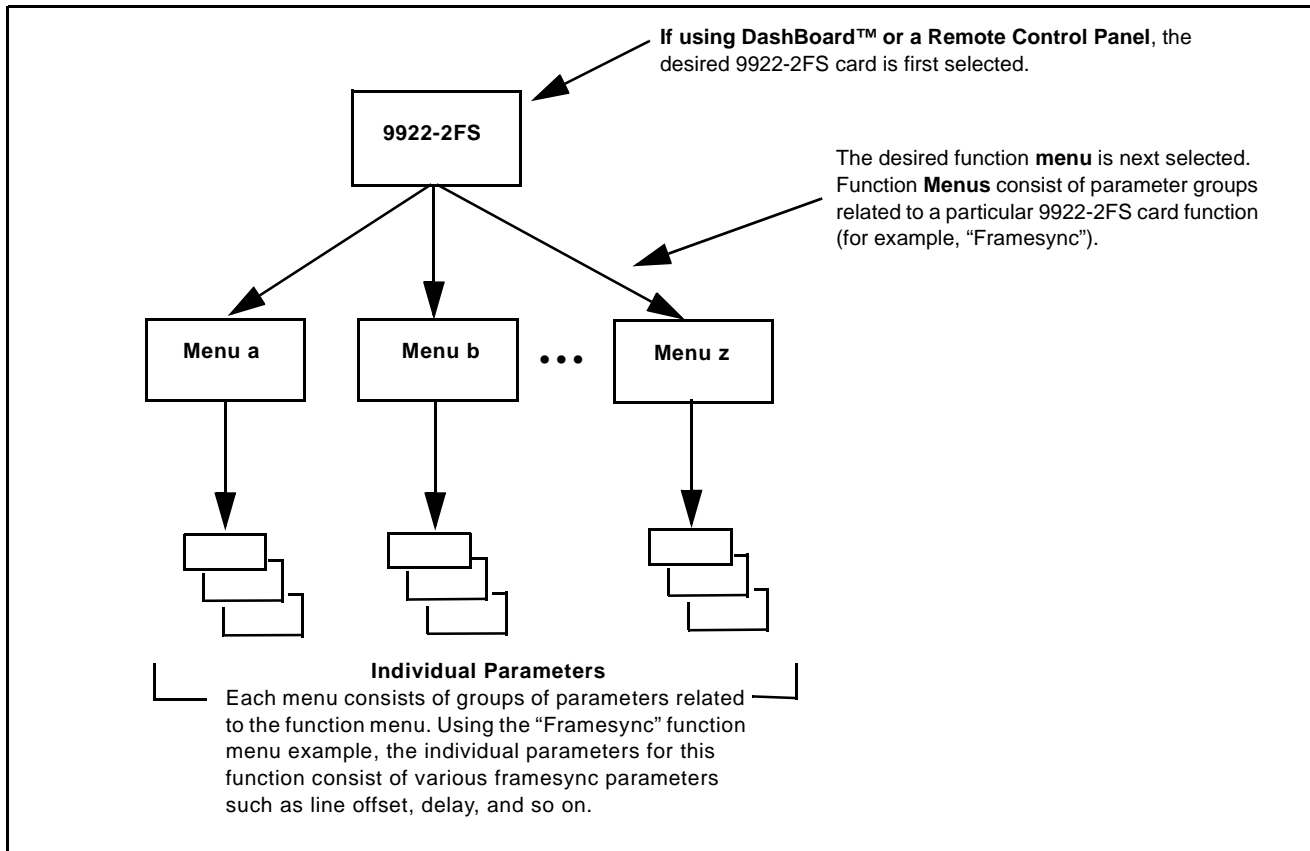 If using DashBoard™ or a Remote Control Panel, the
desired 9922-2FS card is first selected.
9922-2FS
The desired function menu is next selected.
Function Menus consist of parameter groups
related to a particular 9922-2FS card function
(for example, “Framesync”).
Menu a
Menu b
•••
Menu z
Individual Parameters
Each menu consists of groups of parameters related
to the function menu. Using the “Framesync” function
menu example, the individual parameters for this
function consist of various framesync parameters
such as line offset, delay, and so on.